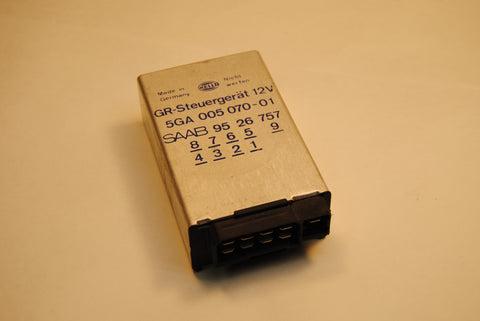 Made in Germany
HELLA
Nicht werfen
GR-Steuergerät 12V
5GA 005 070-01
SAAB 95 26 757
8 7 6 5 9
4 3 2 1